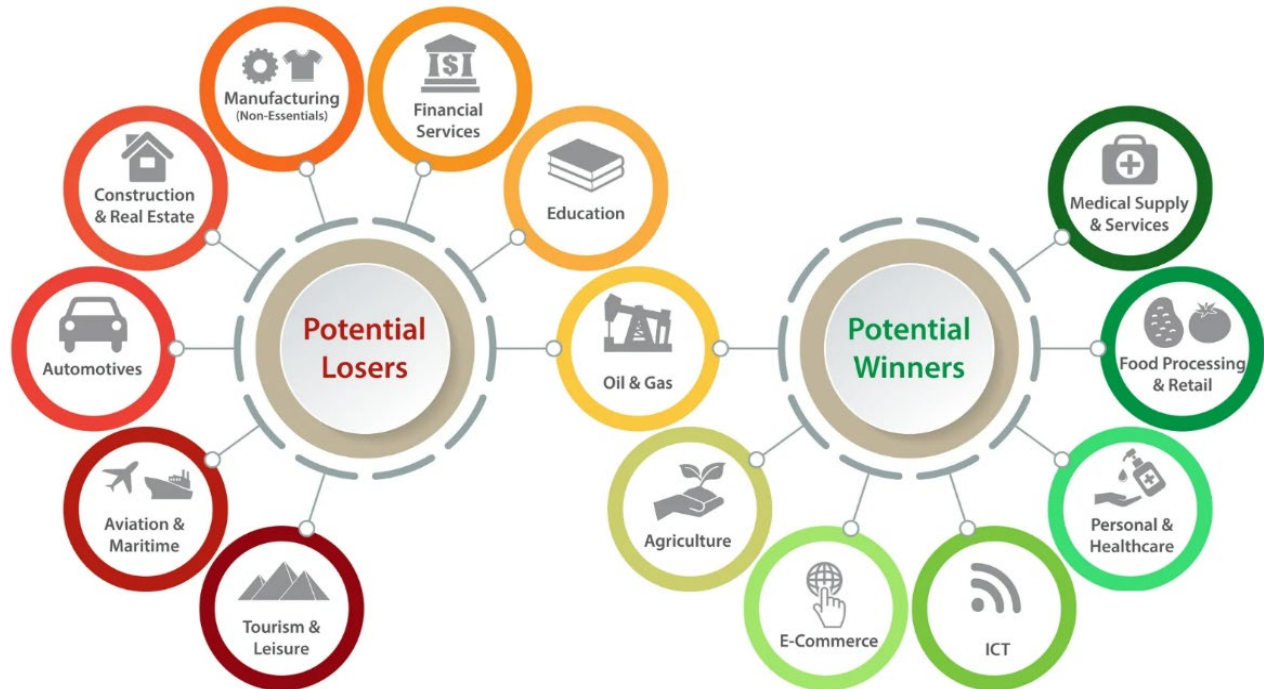 Manufacturing
(Non-Essentials)
Financial
Services
Construction
& Real Estate
Education
Automotives
Potential
Losers
Aviation &
Maritime
Tourism &
Leisure
Oil & Gas
Potential
Winners
Medical Supply
& Services
Food Processing
& Retail
Personal &
Healthcare
ICT
E-Commerce
Agriculture